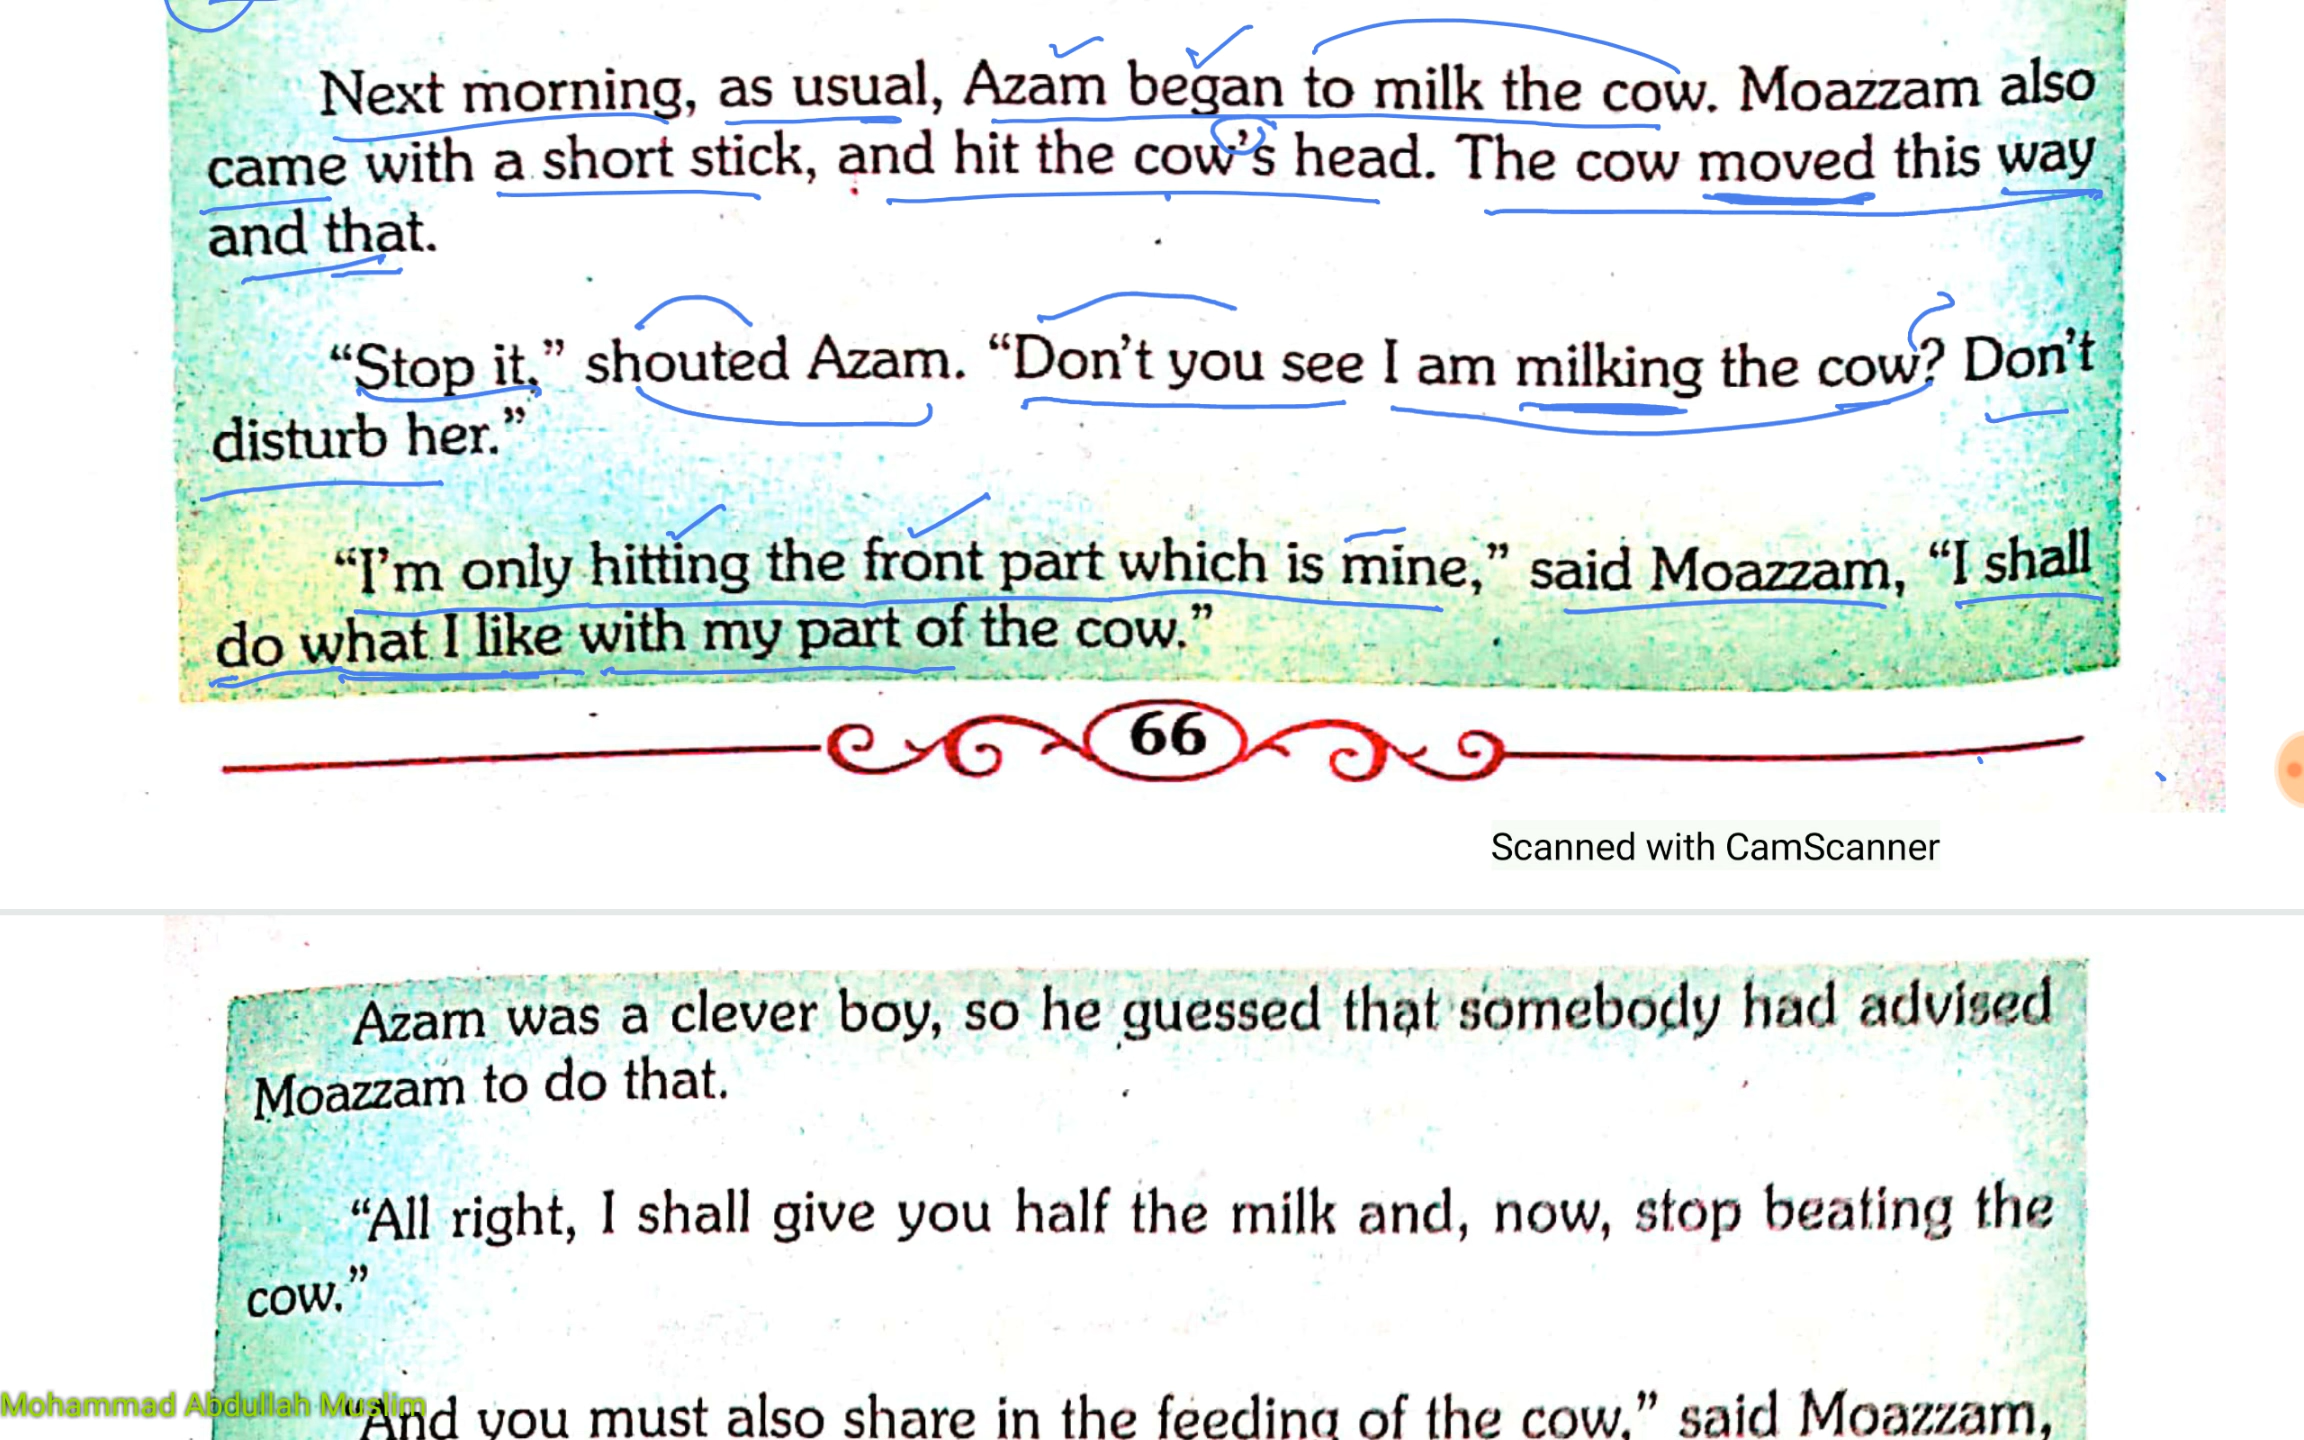 Next morning, as usual, Azam began to milk the cow. Moazzam also
came with a short stick, and hit the cow's head. The cow moved this way
and that.
“Stop it,” shouted Azam. “Don't you see I am milking the cow? Don't
disturb her.”
“I'm only hitting the front part which is mine,” said Moazzam, “I shall
do what I like with my part of the cow.”
66
Scanned with CamScanner
Azam was a clever boy, so he guessed that somebody had advised
Moazzam to do that.
“All right, I shall give you half the milk and, now, stop beating the
cow.”
Mohammad Abdullah Muslim
And you must also share in the feeding of the cow,” said Moazzam,